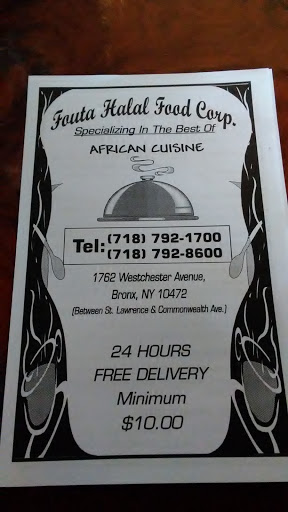 Fouta Halal Food Corp.
Specializing In The Best Of
AFRICAN CUISINE
Tel: (718) 792-1700
(718) 792-8600
1762 Westchester Avenue,
Bronx, NY 10472
(Between St. Lawrence & Commonwealth Ave.)
24 HOURS
FREE DELIVERY
Minimum
$10.00